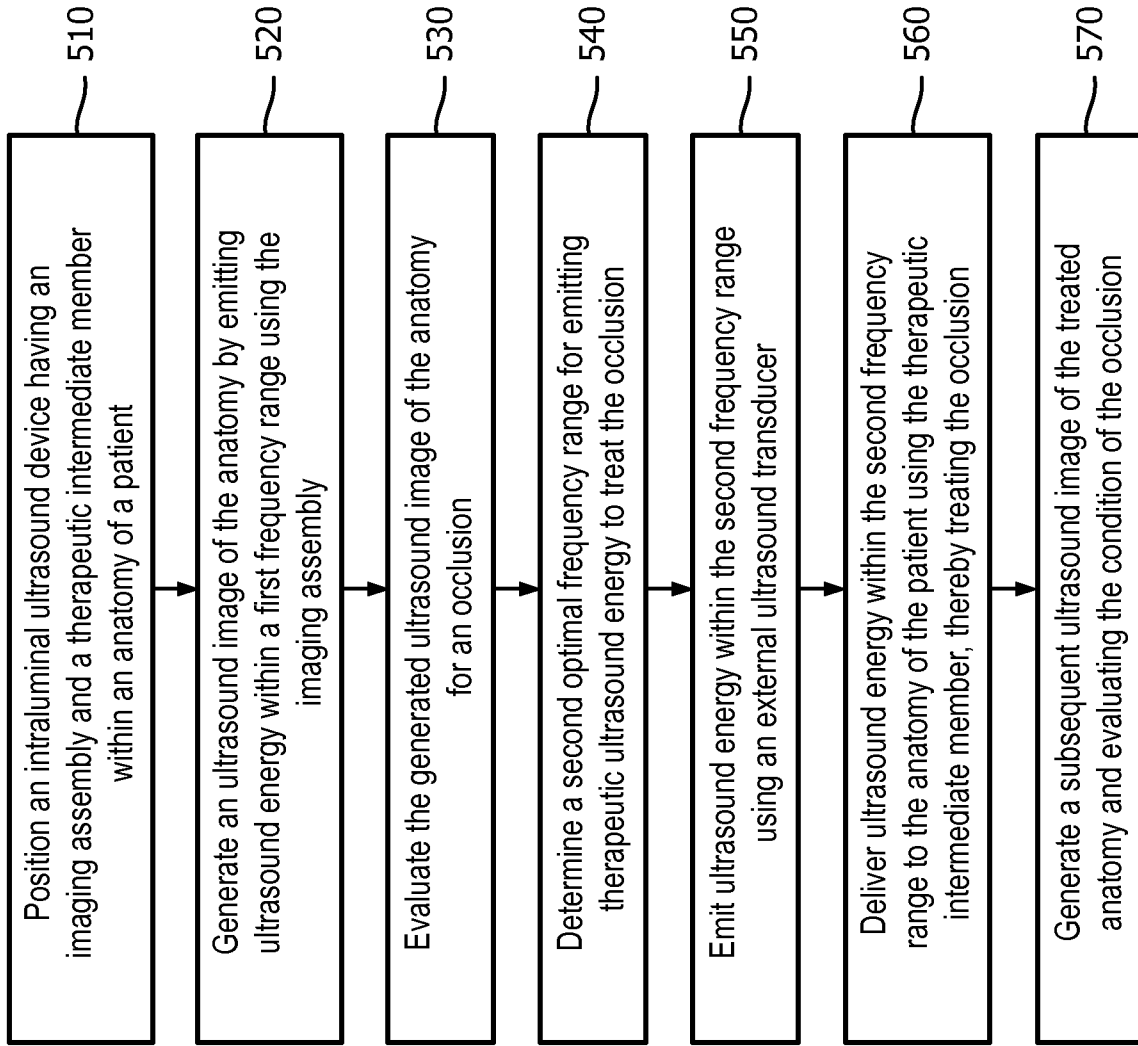 Position an intraluminal ultrasound device having an
imaging assembly and a therapeutic intermediate member
within an anatomy of a patient
510
Generate an ultrasound image of the anatomy by emitting
ultrasound energy within a first frequency range using the
imaging assembly
520
Evaluate the generated ultrasound image of the anatomy
for an occlusion
530
Determine a second optimal frequency range for emitting
therapeutic ultrasound energy to treat the occlusion
540
Emit ultrasound energy within the second frequency range
using an external ultrasound transducer
550
Deliver ultrasound energy within the second frequency
range to the anatomy of the patient using the therapeutic
intermediate member, thereby treating the occlusion
560
Generate a subsequent ultrasound image of the treated
anatomy and evaluating the condition of the occlusion
570